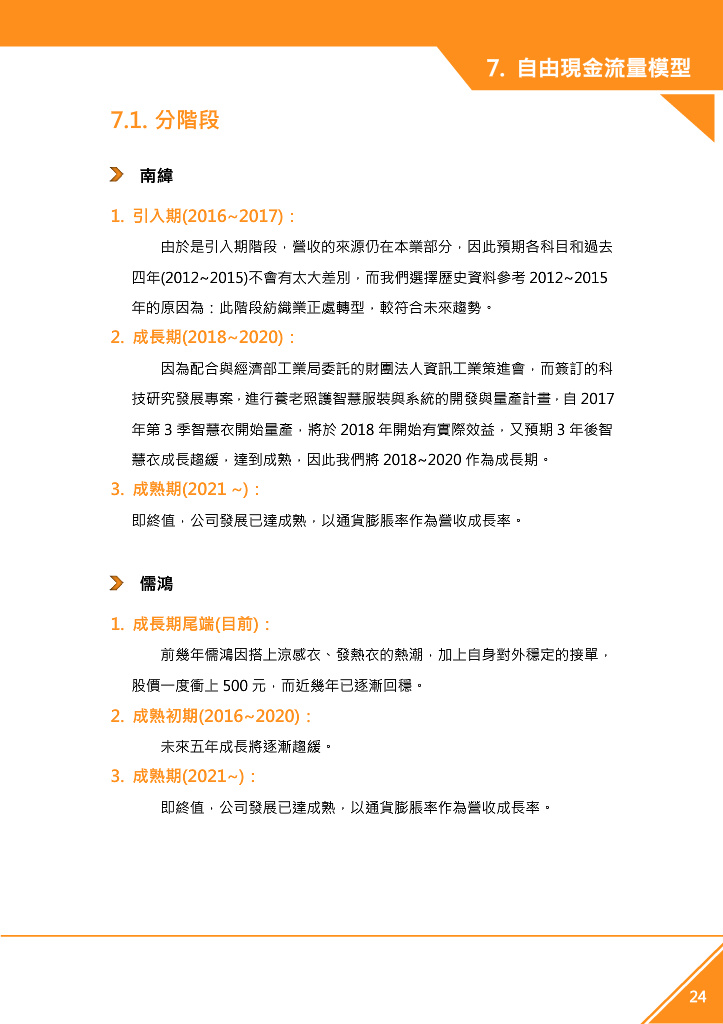 7. 自由現金流量模型
7.1. 分階段
南緯
1. 引入期(2016~2017)：
由於是引入期階段，營收的來源仍在本業部分，因此預期各科目和過去
四年(2012~2015)不會有太大差別，而我們選擇歷史資料參考 2012~2015
年的原因為：此階段紡織業正處轉型，較符合未來趨勢。
2. 成長期(2018~2020)：
因為配合與經濟部工業局委託的財團法人資訊工業策進會，而簽訂的科
技研究發展專案，進行養老照護智慧服裝與系統的開發與量產計畫，自 2017
年第 3 季智慧衣開始量產，將於 2018 年開始有實際效益，又預期 3 年後智
慧衣成長趨緩，達到成熟，因此我們將 2018~2020 作為成長期。
3. 成熟期(2021 ~)：
即終值，公司發展已達成熟，以通貨膨脹率作為營收成長率。
儒鴻
1. 成長期尾端(目前)：
前幾年儒鴻因搭上涼感衣、發熱衣的熱潮，加上自身對外穩定的接單，
股價一度衝上 500 元，而近幾年已逐漸回穩。
2. 成熟初期(2016~2020)：
未來五年成長將逐漸趨緩。
3. 成熟期(2021~)：
即終值，公司發展已達成熟，以通貨膨脹率作為營收成長率。
24